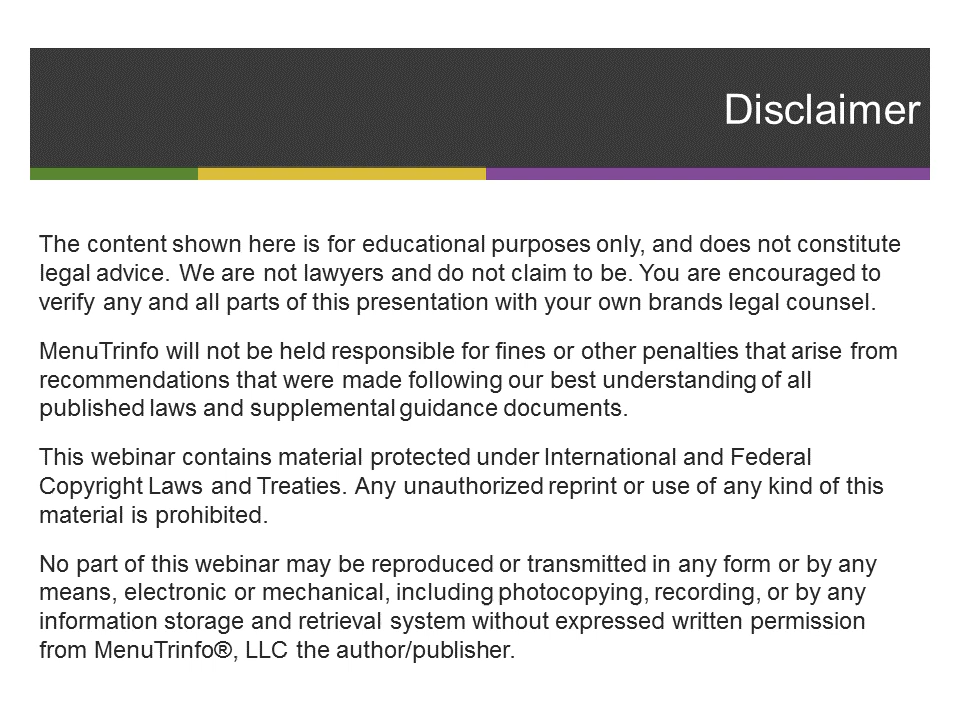 Disclaimer
The content shown here is for educational purposes only, and does not constitute
legal advice. We are not lawyers and do not claim to be. You are encouraged to
verify any and all parts of this presentation with your own brands legal counsel.
MenuTrinfo will not be held responsible for fines or other penalties that arise from
recommendations that were made following our best understanding of all
published laws and supplemental guidance documents.
This webinar contains material protected under International and Federal
Copyright Laws and Treaties. Any unauthorized reprint or use of any kind of this
material is prohibited.
No part of this webinar may be reproduced or transmitted in any form or by any
means, electronic or mechanical, including photocopying, recording, or by any
information storage and retrieval system without expressed written permission
from MenuTrinfo®, LLC the author/publisher.